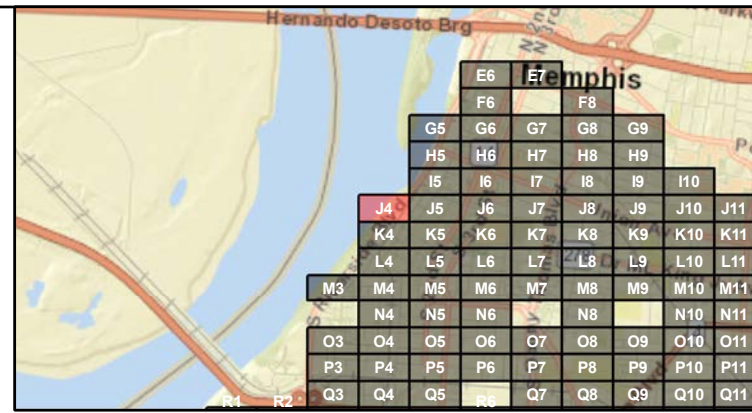 Hernando Desoto Brg
N 2n
N 3r
Memphis
E6 E7
F6 F8
G5 G6 G7 G8 G9
H5 H6 H7 H8 H9
I5 I6 I7 I8 I9 I10
J4 J5 J6 J7 J8 J9 J10 J11
K4 K5 K6 K7 K8 K9 K10 K11
L4 L5 L6 L7 L8 L9 L10 L11
M3 M4 M5 M6 M7 M8 M9 M10 M11
N4 N5 N6 N8 N10 N11
O3 O4 O5 O6 O7 O8 O9 O10 O11
P3 P4 P5 P6 P7 P8 P9 P10 P11
R1 R2 Q3 Q4 Q5 R6 Q7 Q8 Q9 Q10 Q11
S Riverside Blvd